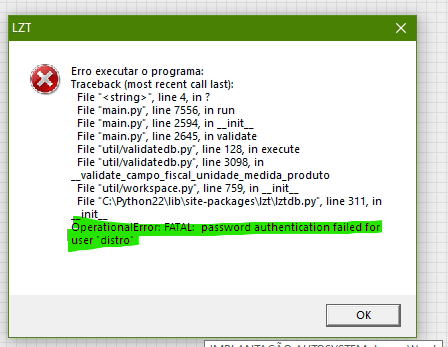 LZT
Erro executar o programa:
Traceback (most recent call last):
File "<string>", line 4, in ?
File "main.py", line 7556, in run
File "main.py", line 2594, in __init__
File "main.py", line 2645, in validate
File "util/validatedb.py", line 128, in execute
File "util/validatedb.py", line 3098, in
__validate_campo_fiscal_unidade_medida_produto
File "util/workspace.py", line 759, in __init__
File "C:\Python22\lib\site-packages\lzt\lztdb.py", line 311, in
__init__
OperationalError: FATAL: password authentication failed for
user "distro"
OK